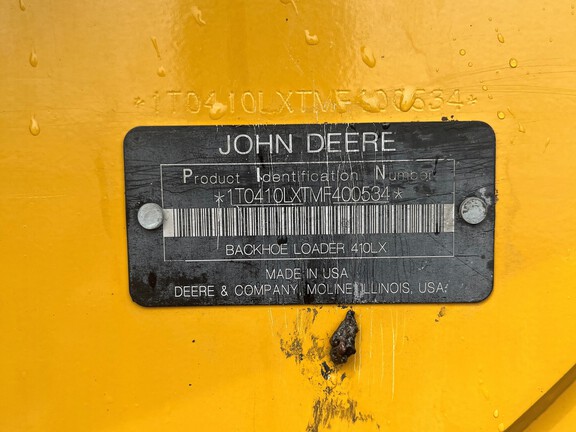 *1T0410LXTMF400534*
JOHN DEERE
Product Identification Number
*1T0410LXTMF400534*
BACKHOE LOADER 410LX
MADE IN USA
DEERE & COMPANY, MOLINE, ILLINOIS, USA